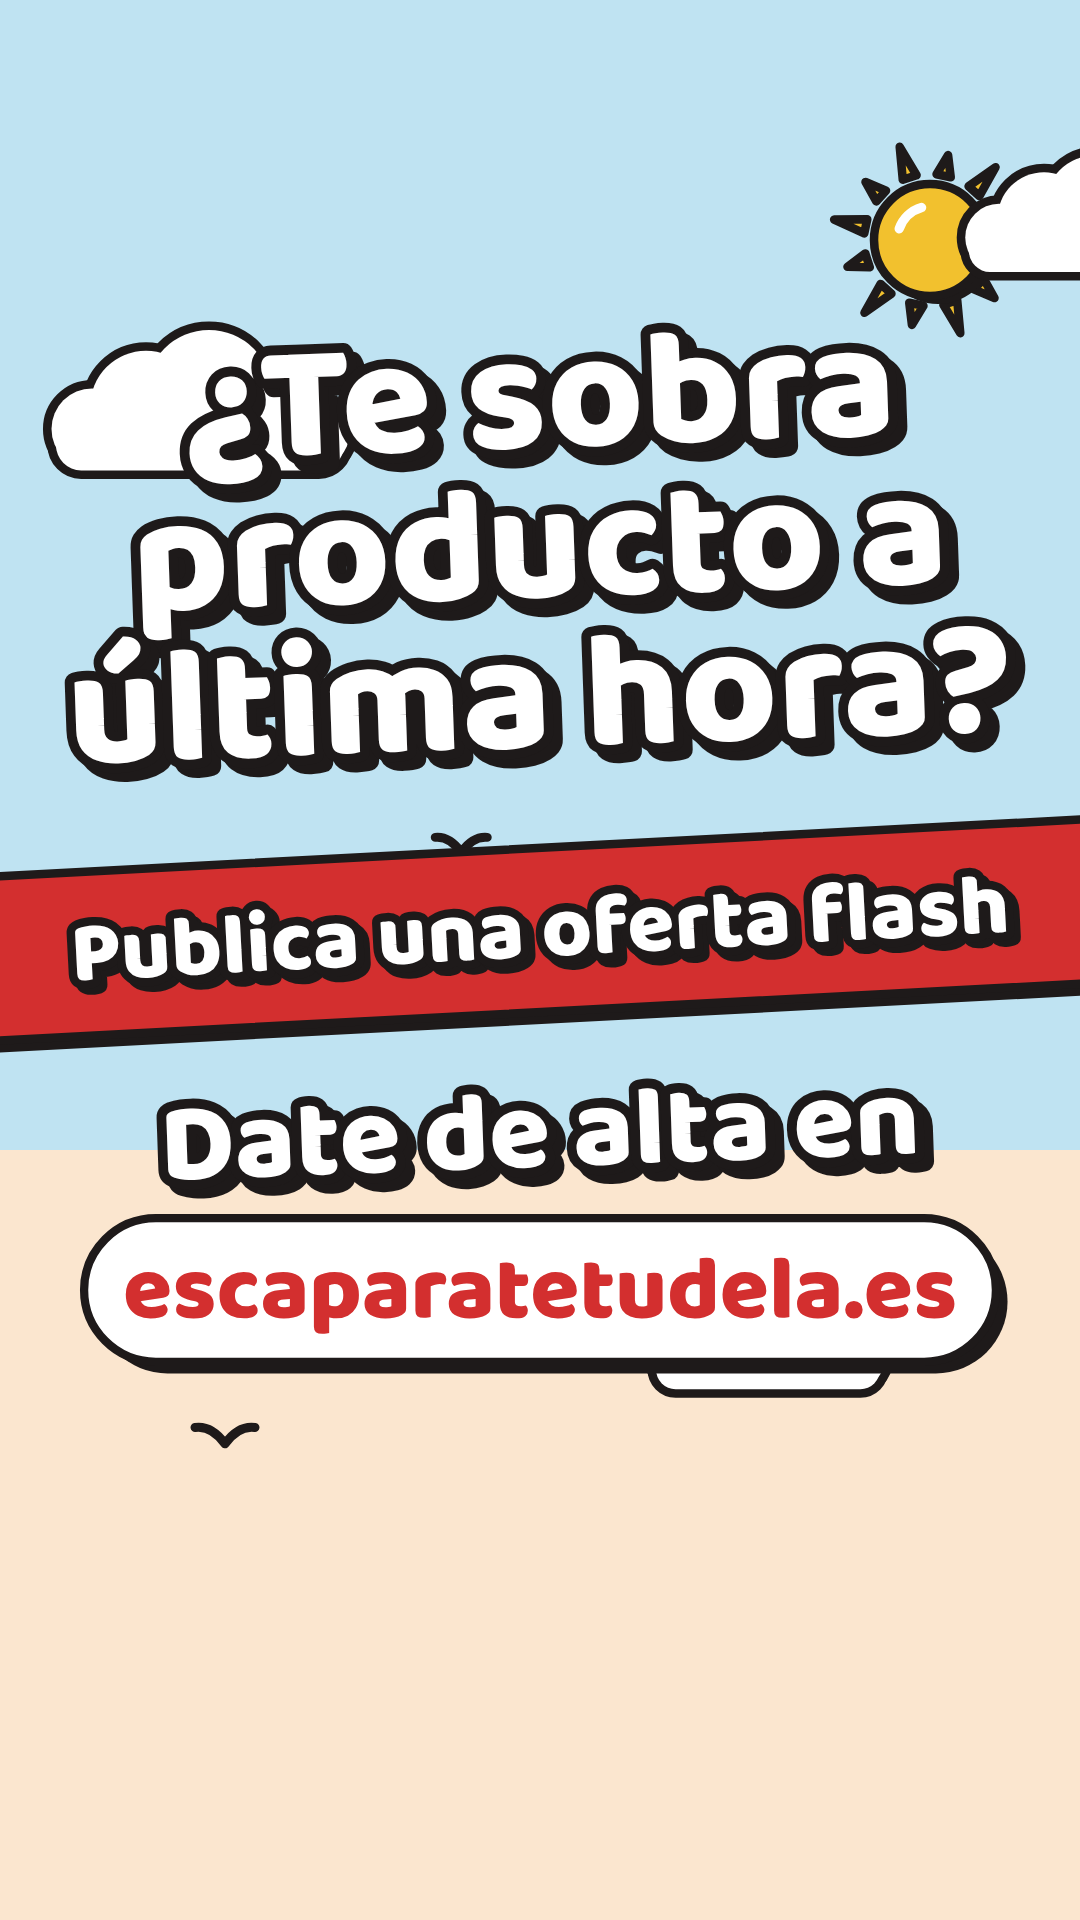 ¿Te sobra
producto a
última hora?
Publica una oferta flash
Date de alta en
escaparatetudela.es